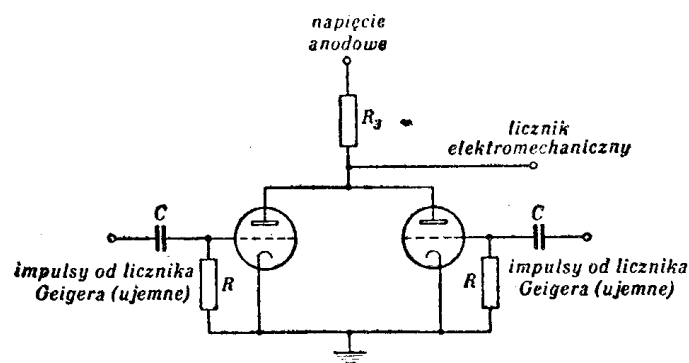 napięcie
anodowe
R₃
licznik
elektromechaniczny
C
C
impulsy od licznika
Geigera (ujemne)
R
R
impulsy od licznika
Geigera (ujemne)